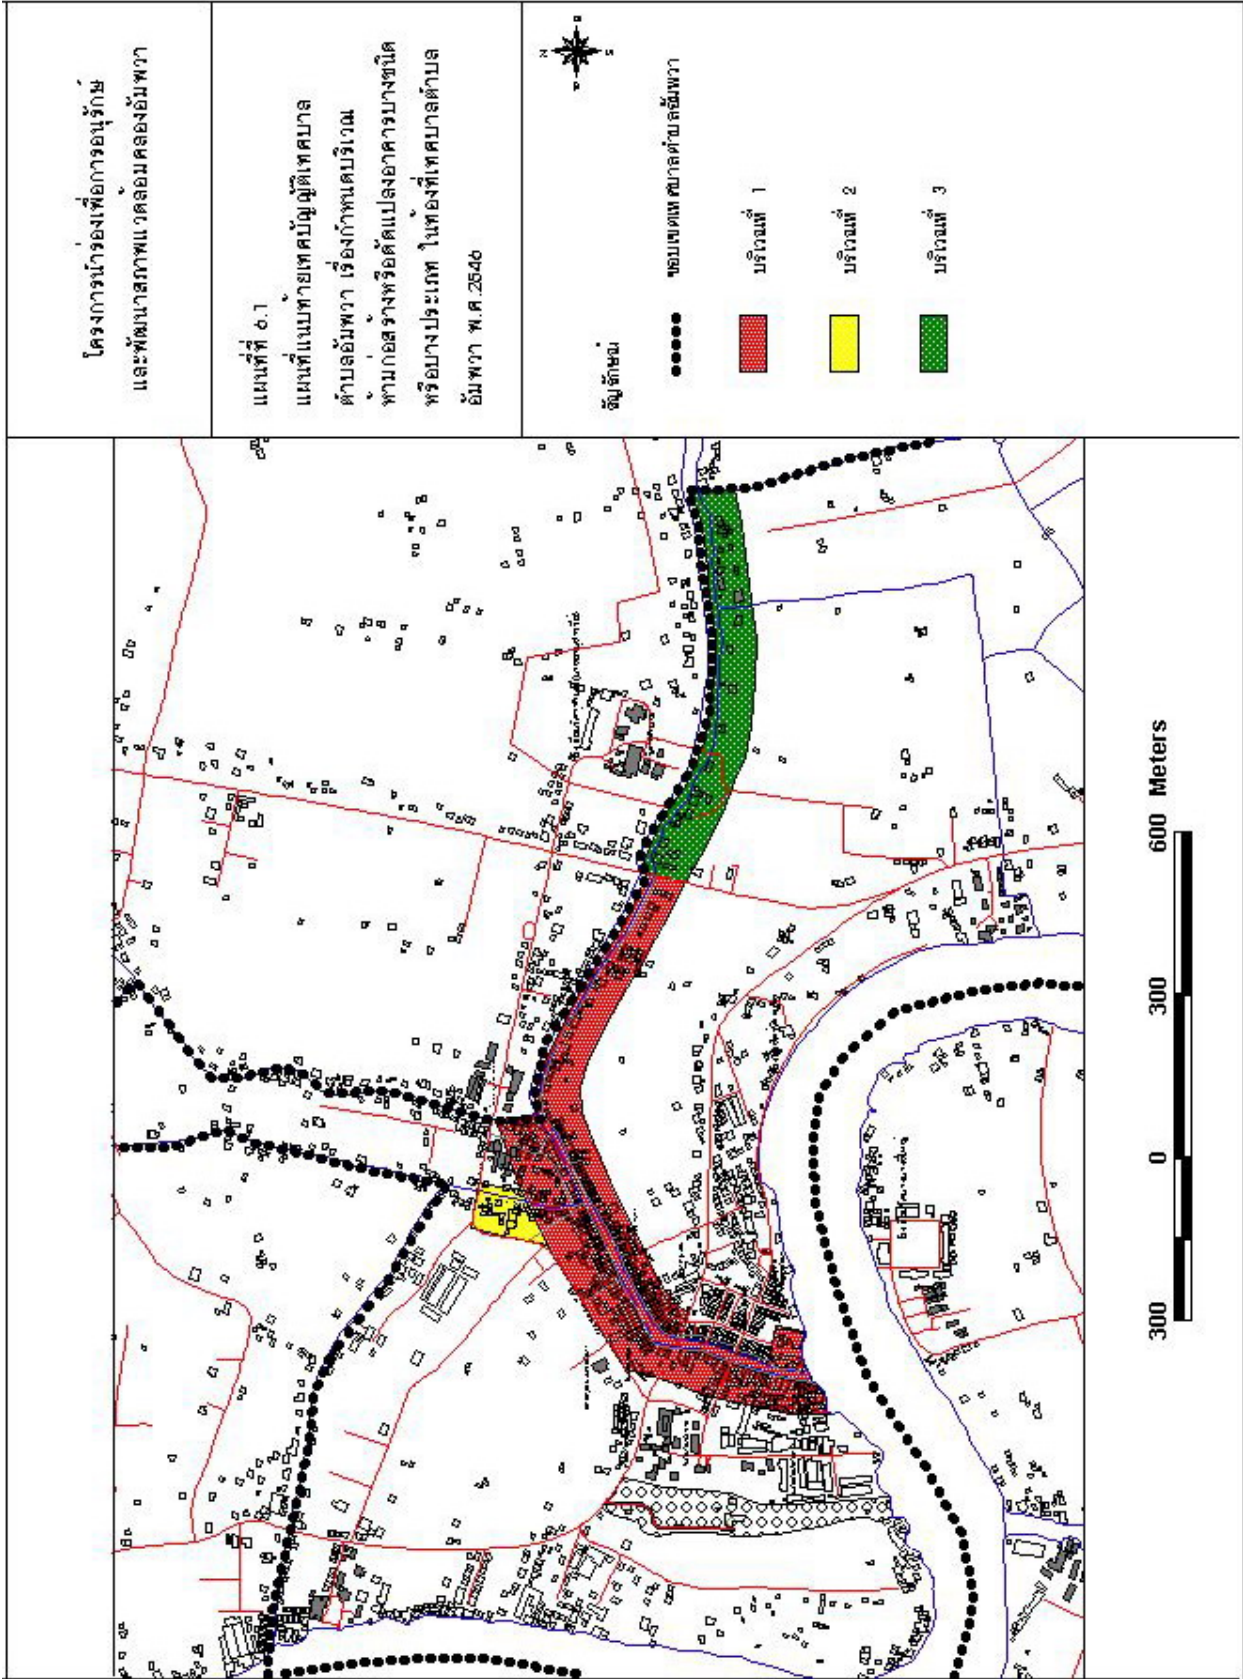 โครงการนำร่องเพื่อการอนุรักษ์
และพัฒนาสภาพแวดล้อมคลองอัมพวา
แผนที่ที่ 6.1
แผนที่แนบท้ายเทศบัญญัติเทศบาล
ตำบลอัมพวา เรื่องกำหนดบริเวณ
ห้ามก่อสร้างหรือดัดแปลงอาคารบางชนิด
หรือบางประเภท ในท้องที่เทศบาลตำบล
อัมพวา พ.ศ.2546
N
S
สัญลักษณ์
ขอบเขตเทศบาลตำบลอัมพวา
บริเวณที่ 1
บริเวณที่ 2
บริเวณที่ 3
300 0 300 600 Meters